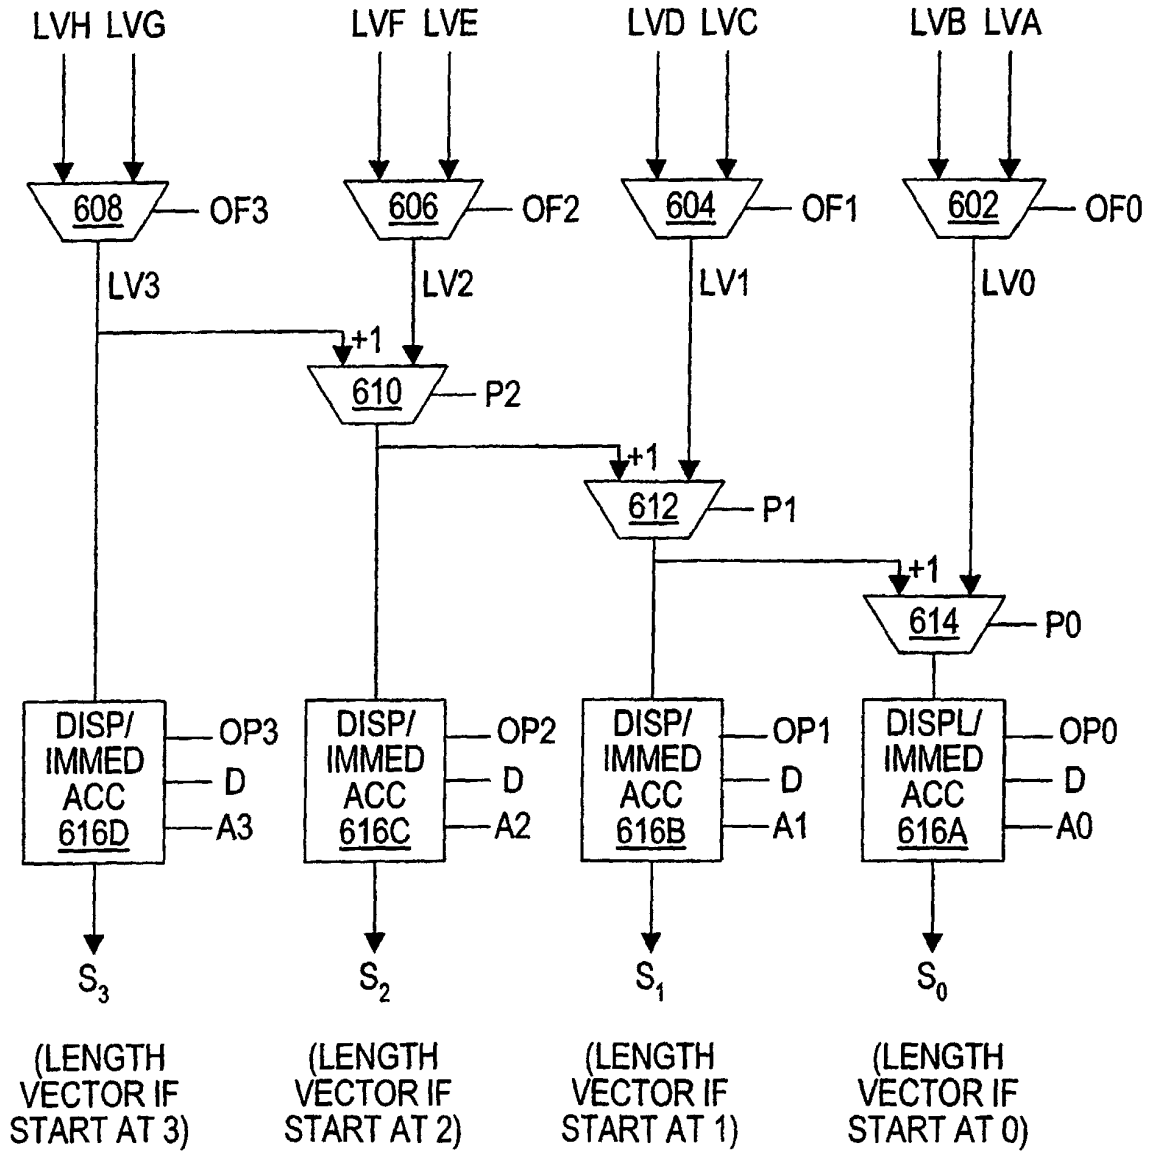 LVH LVG LVF LVE LVD LVC LVB LVA
608 OF3 606 OF2 604 OF1 602 OF0
LV3 LV2 LV1 LV0
+1
610 P2
+1
612 P1
+1
614 P0
DISP/ IMMED ACC 616D
OP3
D
A3
DISP/ IMMED ACC 616C
OP2
D
A2
DISP/ IMMED ACC 616B
OP1
D
A1
DISPL/ IMMED ACC 616A
OP0
D
A0
S3 S2 S1 S0
(LENGTH
VECTOR IF
START AT 3)
(LENGTH
VECTOR IF
START AT 2)
(LENGTH
VECTOR IF
START AT 1)
(LENGTH
VECTOR IF
START AT 0)